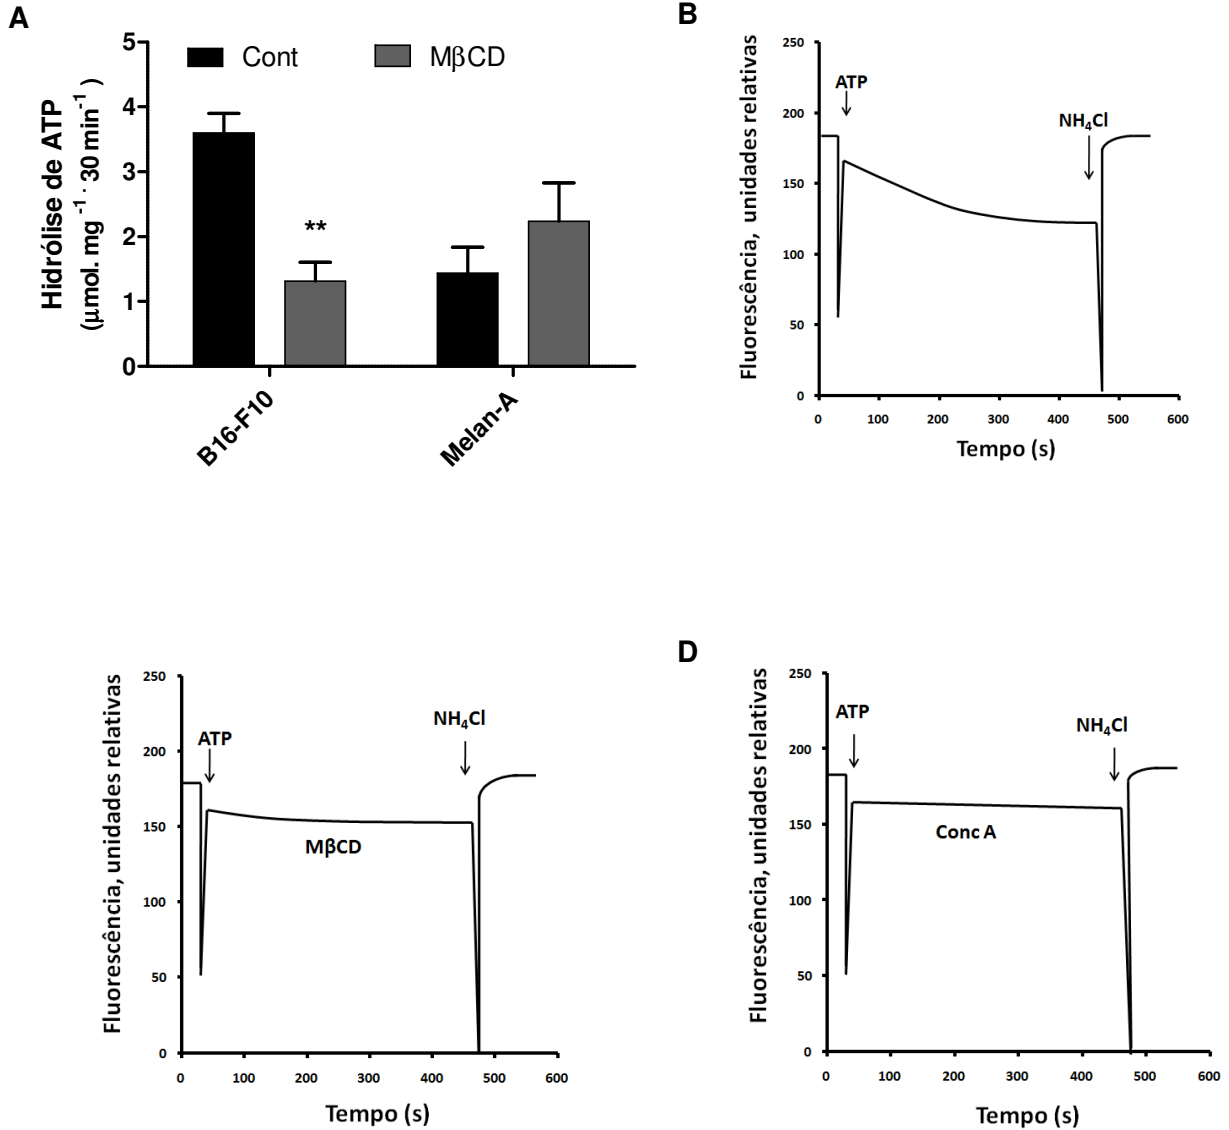 A
Hidrólise de ATP
(μmol. mg ⁻¹· 30 min⁻¹ )
Cont
MβCD
5
4
3
2
1
0
**
B16-F10
Melan-A
B
Fluorescência, unidades relativas
250
200
150
100
50
0
ATP
NH₄Cl
0 100 200 300 400 500 600
Tempo (s)
Fluorescência, unidades relativas
250
200
150
100
50
0
ATP
NH₄Cl
MβCD
0 100 200 300 400 500 600
Tempo (s)
D
Fluorescência, unidades relativas
250
200
150
100
50
0
ATP
NH₄Cl
Conc A
0 100 200 300 400 500 600
Tempo (s)